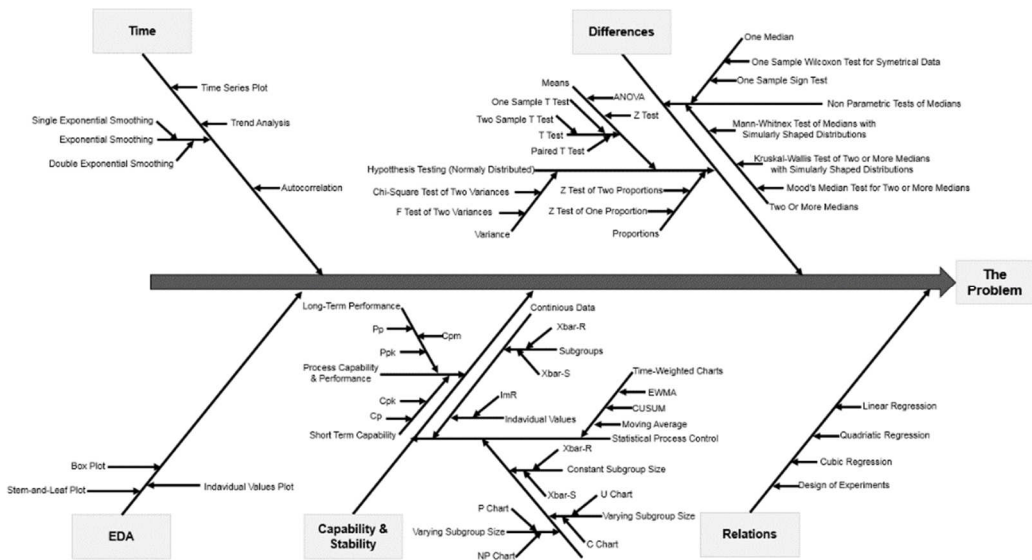 Time
Differences
Time Series Plot
Single Exponential Smoothing
Trend Analysis
Exponential Smoothing
Double Exponential Smoothing
Autocorrelation
One Median
One Sample Wilcoxon Test for Symetrical Data
One Sample Sign Test
Non Parametric Tests of Medians
Mann-Whitnex Test of Medians with
Simularly Shaped Distributions
Kruskal-Wallis Test of Two or More Medians
with Simularly Shaped Distributions
Mood's Median Test for Two or More Medians
Two Or More Medians
Means
ANOVA
One Sample T Test
Z Test
Two Sample T Test
T Test
Paired T Test
Hypotthesis Testing (Normaly Distributed)
Chi-Square Test of Two Variances
F Test of Two Variances
Variance
Z Test of Two Proportions
Z Test of One Proportion
Proportions
The
Problem
Long-Term Performance
Pp
Cpm
Ppk
Process Capability
& Performance
Cpk
Cp
Short Term Capability
Continious Data
Xbar-R
Subgroups
Xbar-S
ImR
Indavidual Values
Time-Weighted Charts
EWMA
CUSUM
Moving Average
Statistical Process Control
Xbar-R
Constant Subgroup Size
Xbar-S
U Chart
P Chart
Varying Subgroup Size
Varying Subgroup Size
C Chart
NP Chart
Linear Regression
Quadriatic Regression
Cubic Regression
Design of Experiments
Box Plot
Stem-and-Leaf Plot
Indavidual Values Plot
EDA
Capability &
Stability
Relations